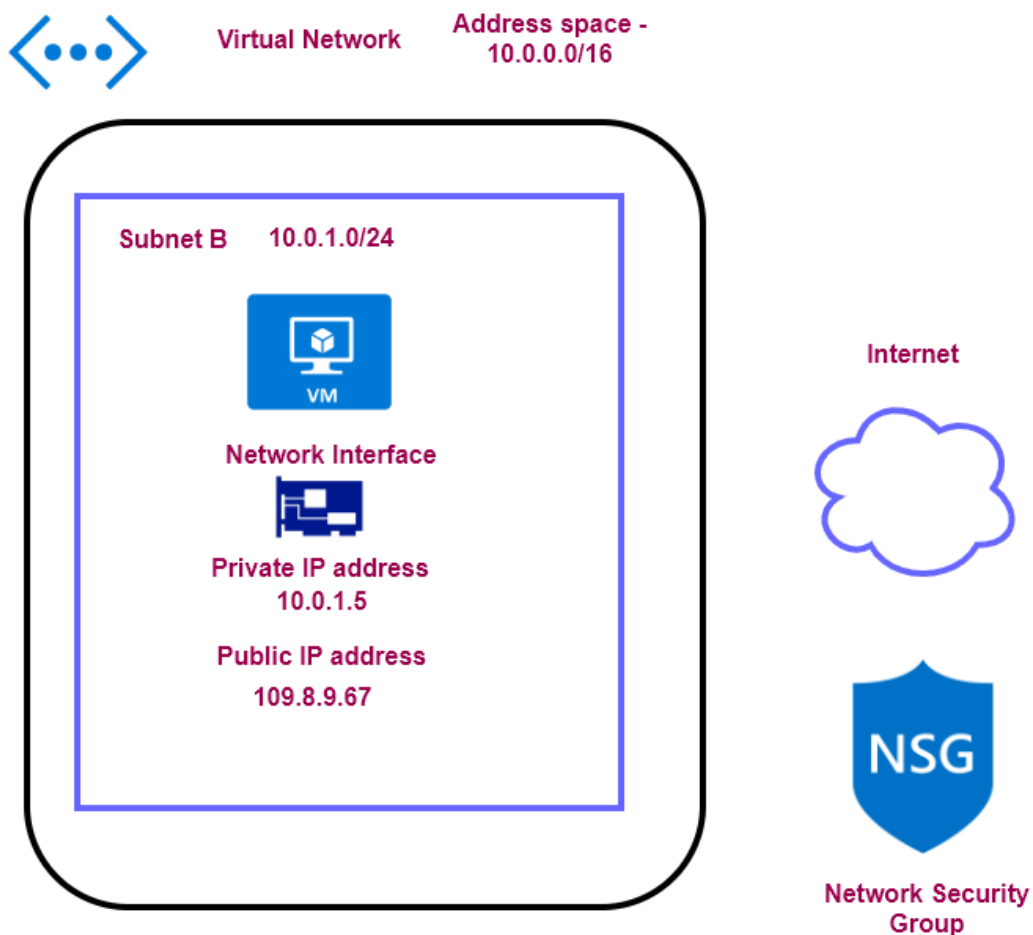 Virtual Network
Address space -
10.0.0.0/16
Subnet B 10.0.1.0/24
VM
Network Interface
Private IP address
10.0.1.5
Public IP address
109.8.9.67
Internet
NSG
Network Security
Group